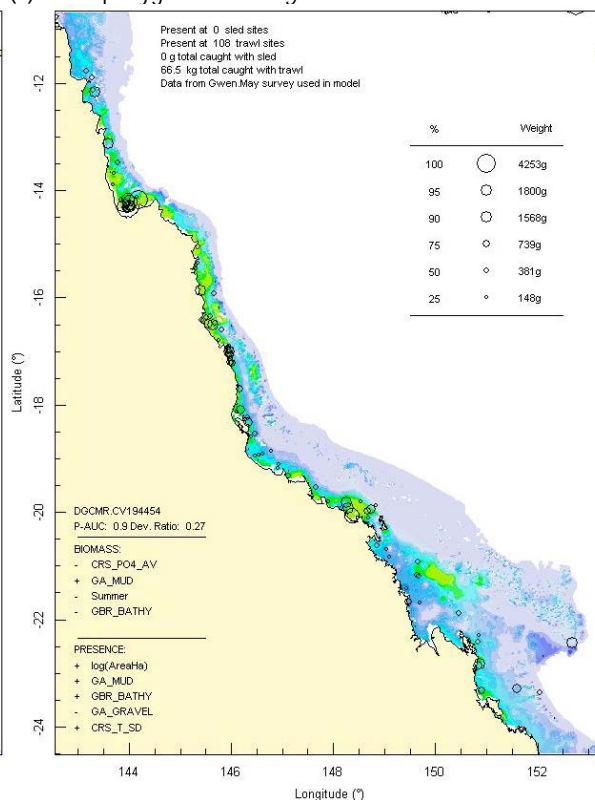 Present at 0 sled sites
Present at 108 trawl sites
0 g total caught with sled
66.5 kg total caught with trawl
Data from Gwen.May survey used in model
% Weight
100 4253g
95 1800g
90 1568g
75 739g
50 381g
25 148g
-12
-14
-16
-18
-20
-22
-24
Latitude (°)
DGCMR.CV194454
P-AUC: 0.9 Dev. Ratio: 0.27
BIOMASS:
- CRS_PO4_AV
+ GA_MUD
- Summer
- GBR_BATHY
PRESENCE:
+ log(AreaHa)
+ GA_MUD
+ GBR_BATHY
- GA_GRAVEL
+ CRS_T_SD
144 146 148 150 152
Longitude (°)